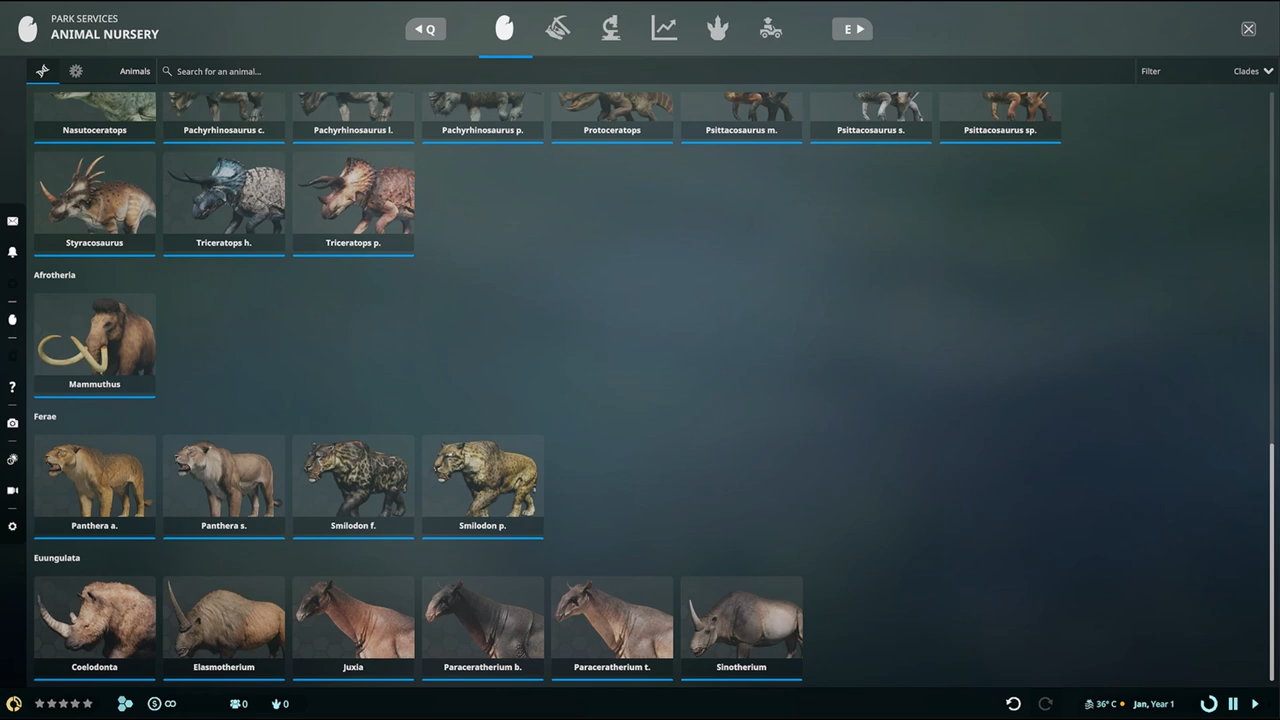 PARK SERVICES
ANIMAL NURSERY
Q
E
Animals
Search for an animal...
Filter
Clades
Nasutoceratops
Pachyrhinosaurus c.
Pachyrhinosaurus l.
Pachyrhinosaurus p.
Protoceratops
Psittacosaurus m.
Psittacosaurus s.
Psittacosaurus sp.
Styracosaurus
Triceratops h.
Triceratops p.
Afrotheria
Mammuthus
Ferae
Panthera a.
Panthera s.
Smilodon f.
Smilodon p.
Euungulata
Coelodonta
Elasmotherium
Juxia
Paraceratherium b.
Paraceratherium t.
Sinotherium
?
∞
0
0
36° C
Jan, Year 1